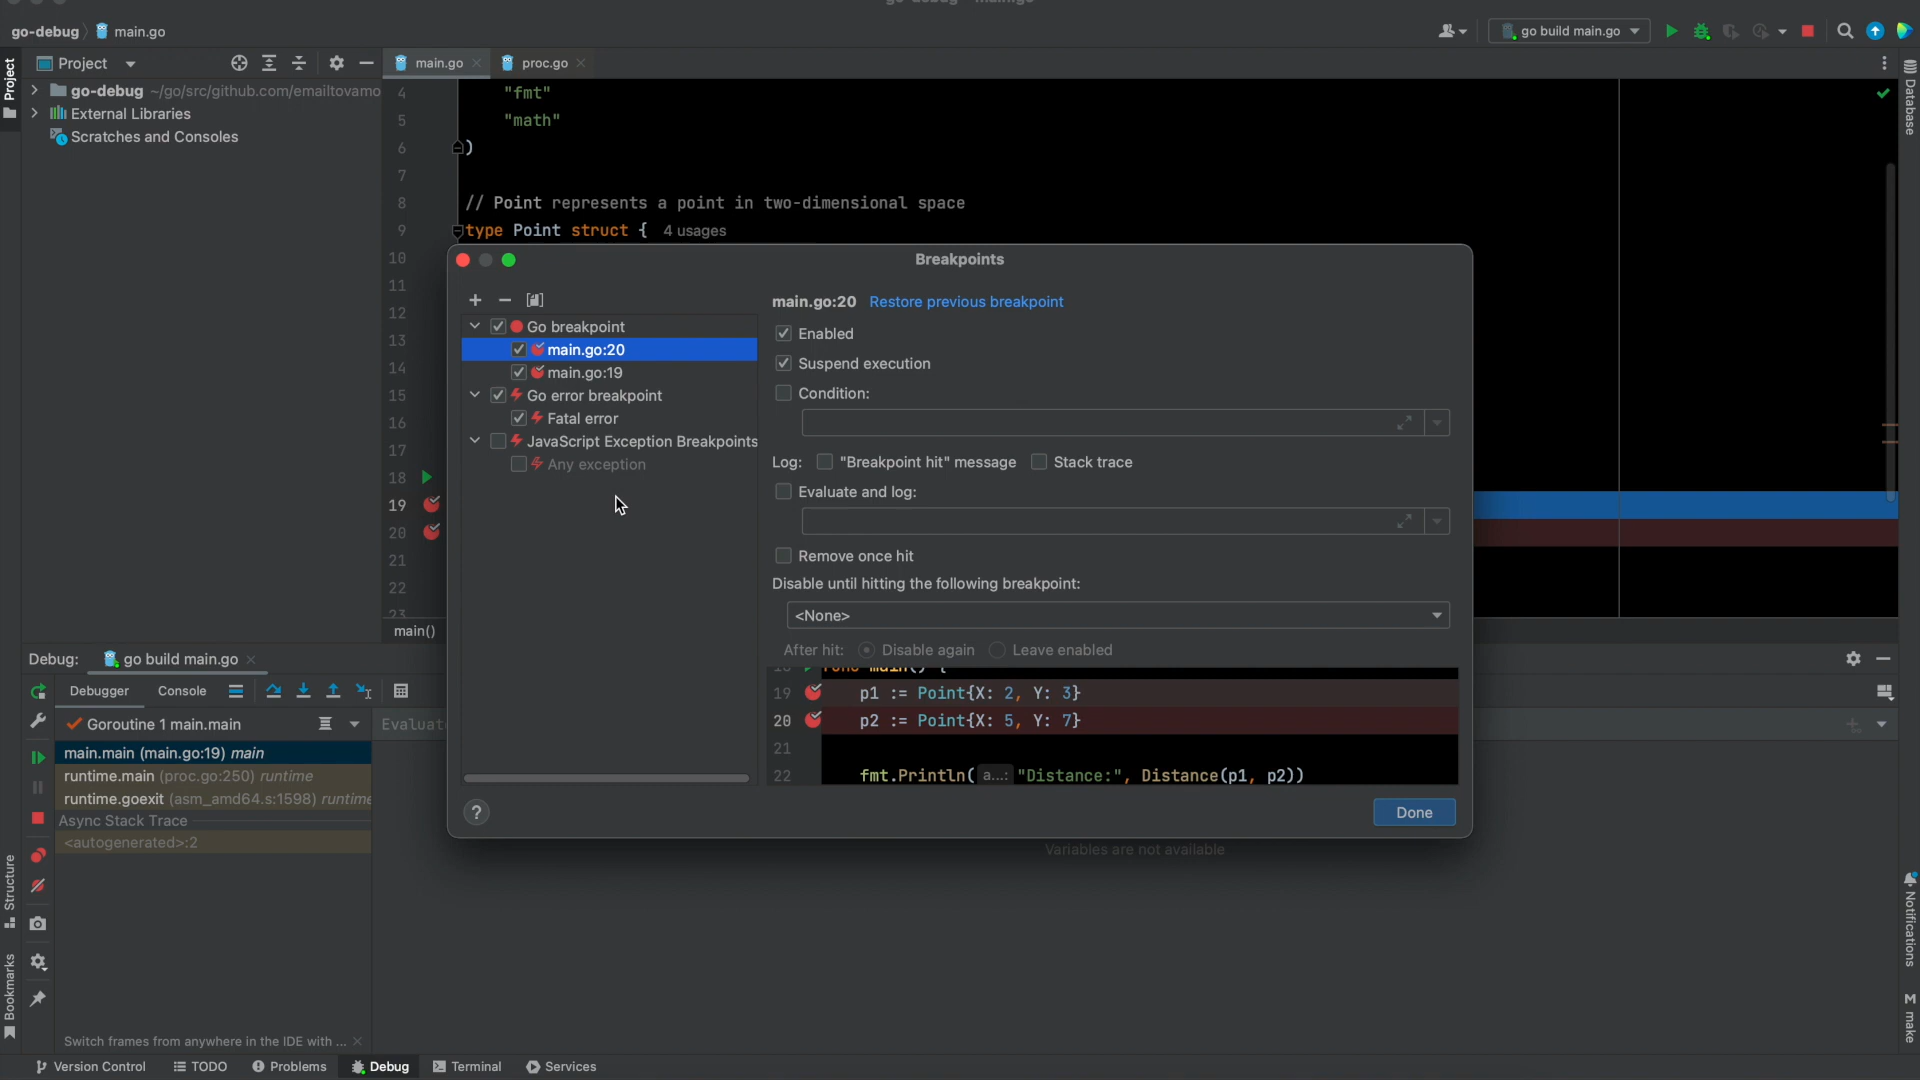 go-debug main.go
go build main.go
Project
Project
main.go
proc.go
go-debug ~/go/src/github.com/emailtovamo
External Libraries
Scratches and Consoles
Database
4 "fmt"
5 "math"
6 )
7
8 // Point represents a point in two-dimensional space
9 type Point struct { 4 usages
10
11
12
13
14
15
16
17
18
19
20
21
22
23
main()
Breakpoints
Go breakpoint
main.go:20
main.go:19
Go error breakpoint
Fatal error
JavaScript Exception Breakpoints
Any exception
main.go:20 Restore previous breakpoint
Enabled
Suspend execution
Condition:
Log: "Breakpoint hit" message Stack trace
Evaluate and log:
Remove once hit
Disable until hitting the following breakpoint:
<None>
After hit: Disable again Leave enabled
19 p1 := Point{X: 2, Y: 3}
20 p2 := Point{X: 5, Y: 7}
21
22 fmt.Println( a...: "Distance:", Distance(p1, p2))
?
Done
Debug: go build main.go
Debugger Console
Goroutine 1 main.main
Evaluat
main.main (main.go:19) main
runtime.main (proc.go:250) runtime
runtime.goexit (asm_amd64.s:1598) runtime
Async Stack Trace
<autogenerated>:2
Variables are not available
Switch frames from anywhere in the IDE with ...
Structure
Bookmarks
Notifications
make
Version Control TODO Problems Debug Terminal Services